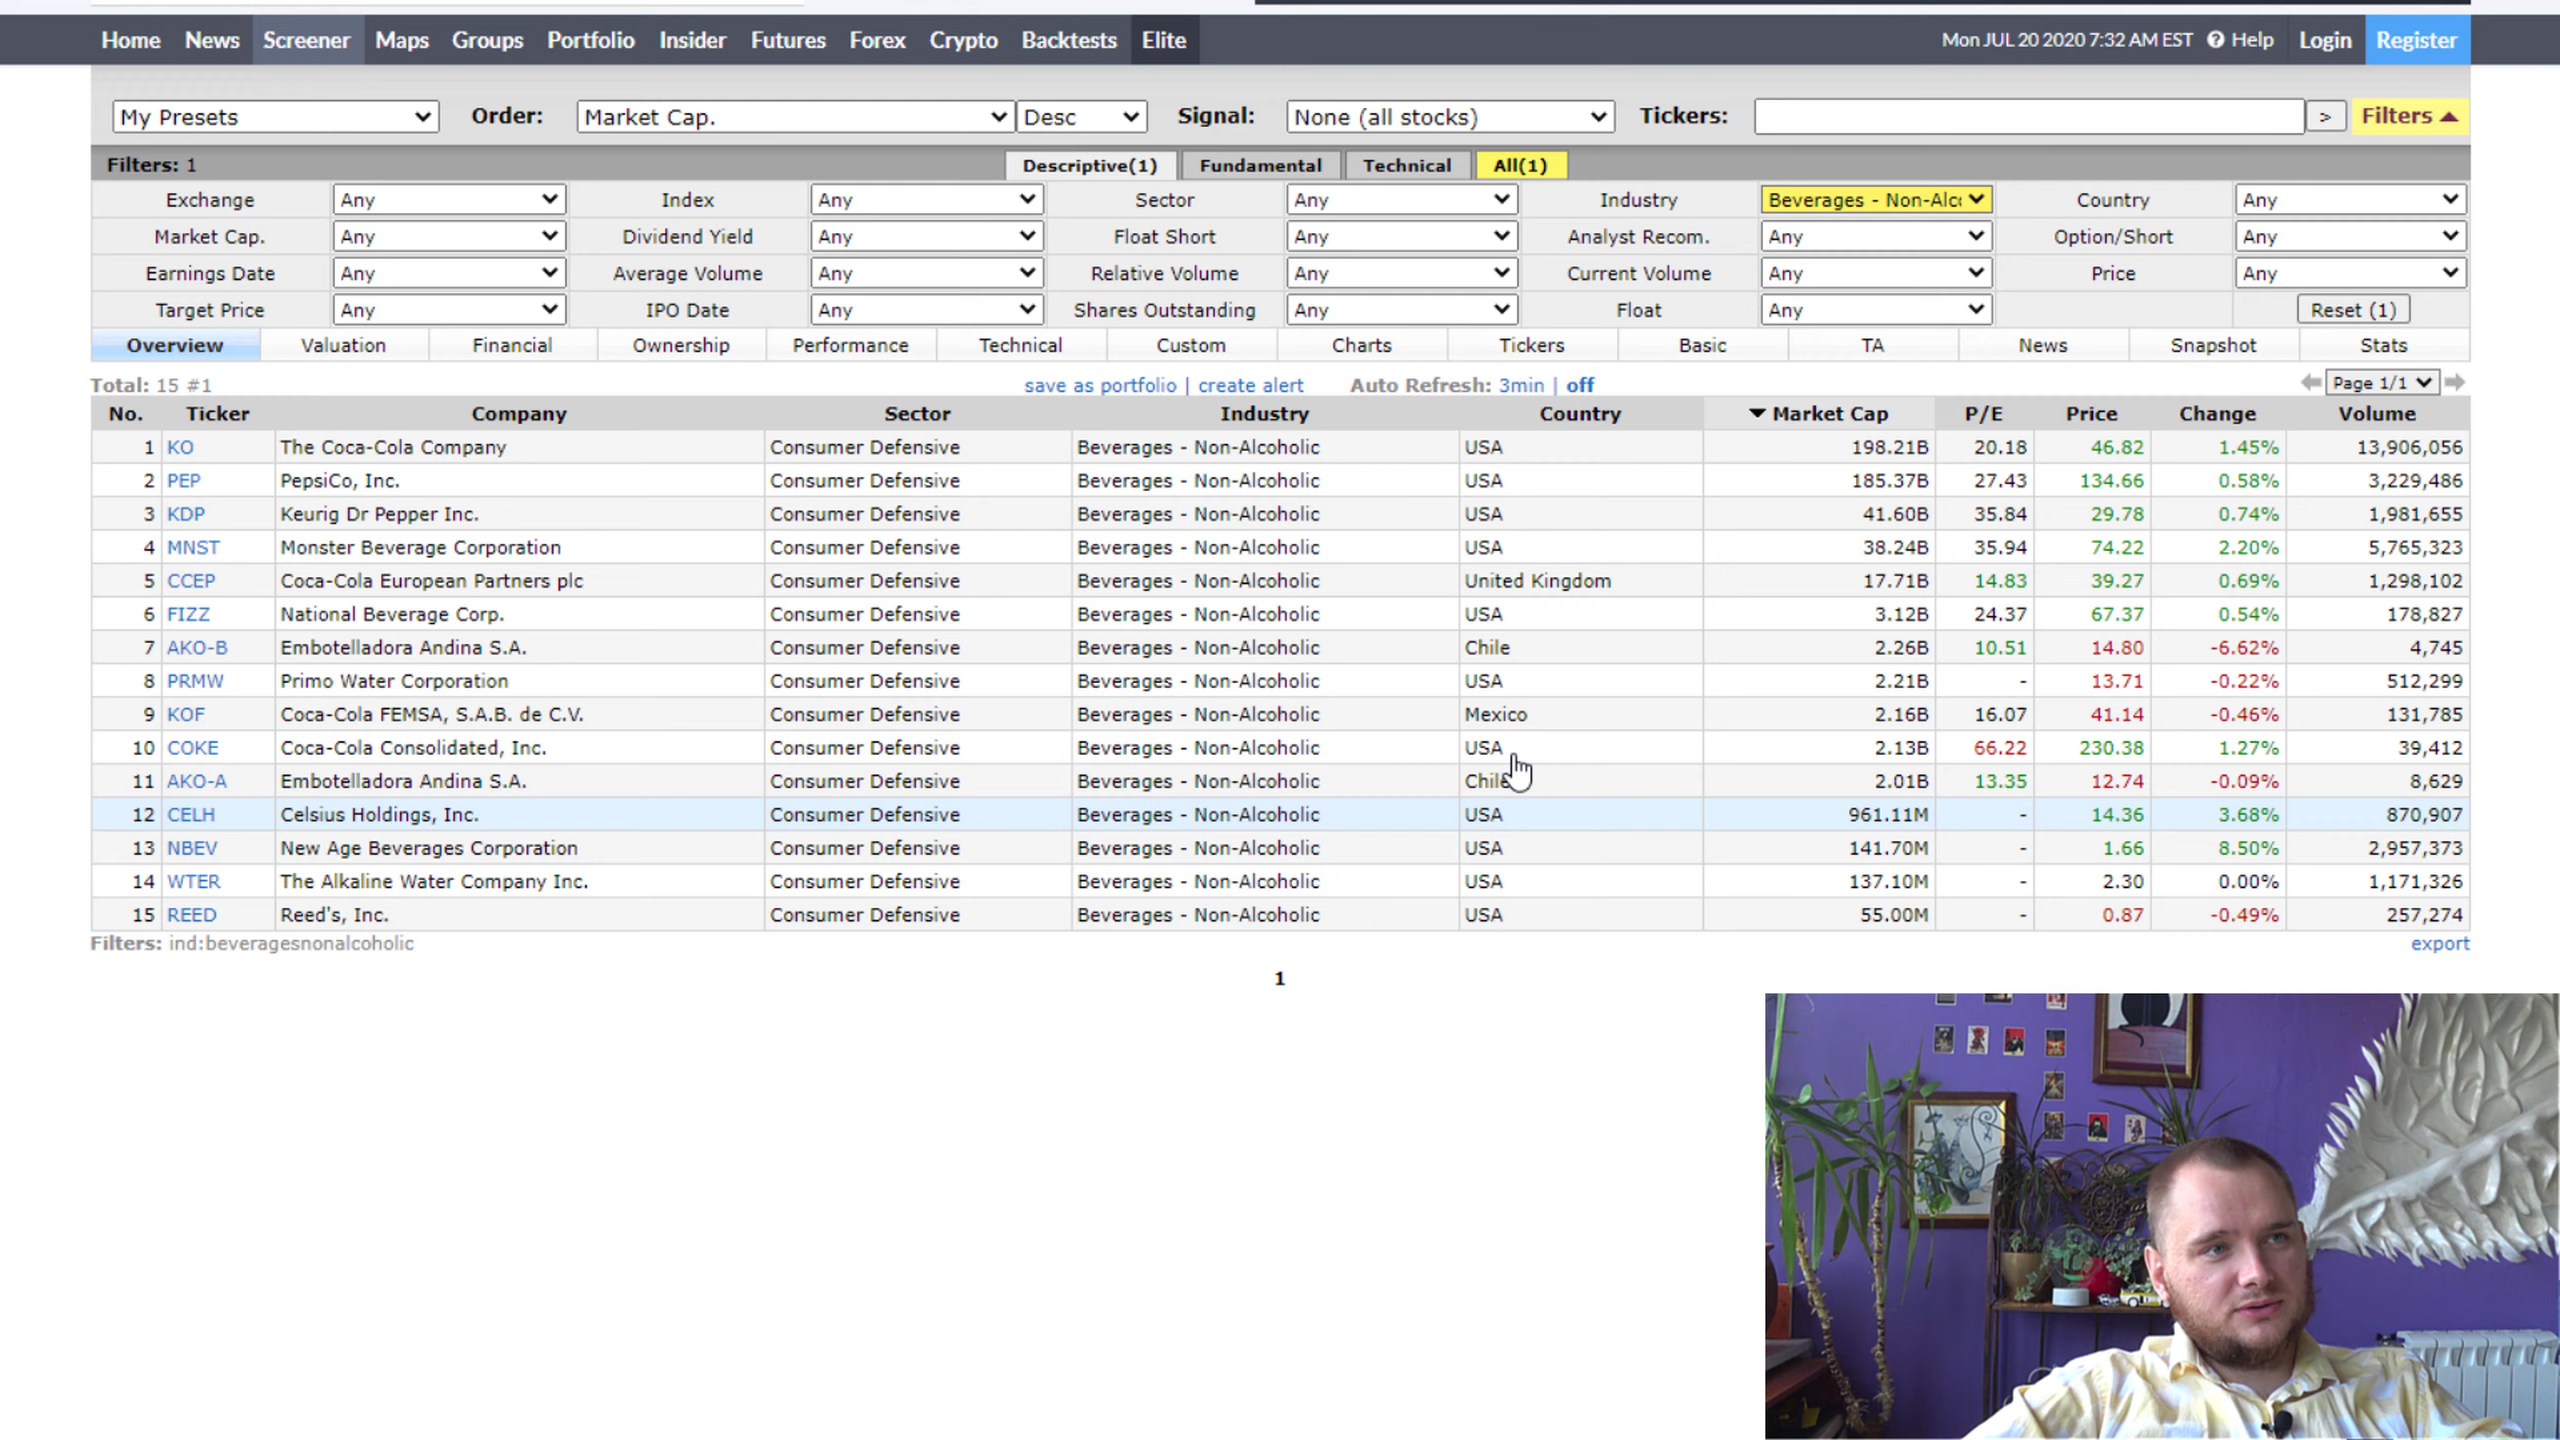 Home News Screener Maps Groups Portfolio Insider Futures Forex Crypto Backtests Elite Mon JUL 20 2020 7:32 AM EST Help Login Register
My Presets Order: Market Cap. Desc Signal: None (all stocks) Tickers: > Filters
Filters: 1 Descriptive(1) Fundamental Technical All(1)
Exchange Any Index Any Sector Any Industry Beverages - Non-Alc Country Any
Market Cap. Any Dividend Yield Any Float Short Any Analyst Recom. Any Option/Short Any
Earnings Date Any Average Volume Any Relative Volume Any Current Volume Any Price Any
Target Price Any IPO Date Any Shares Outstanding Any Float Any Reset (1)
Overview Valuation Financial Ownership Performance Technical Custom Charts Tickers Basic TA News Snapshot Stats
Total: 15 #1 save as portfolio | create alert Auto Refresh: 3min | off Page 1/1
No. Ticker Company Sector Industry Country Market Cap P/E Price Change Volume
1 KO The Coca-Cola Company Consumer Defensive Beverages - Non-Alcoholic USA 198.21B 20.18 46.82 1.45% 13,906,056
2 PEP PepsiCo, Inc. Consumer Defensive Beverages - Non-Alcoholic USA 185.37B 27.43 134.66 0.58% 3,229,486
3 KDP Keurig Dr Pepper Inc. Consumer Defensive Beverages - Non-Alcoholic USA 41.60B 35.84 29.78 0.74% 1,981,655
4 MNST Monster Beverage Corporation Consumer Defensive Beverages - Non-Alcoholic USA 38.24B 35.94 74.22 2.20% 5,765,323
5 CCEP Coca-Cola European Partners plc Consumer Defensive Beverages - Non-Alcoholic United Kingdom 17.71B 14.83 39.27 0.69% 1,298,102
6 FIZZ National Beverage Corp. Consumer Defensive Beverages - Non-Alcoholic USA 3.12B 24.37 67.37 0.54% 178,827
7 AKO-B Embotelladora Andina S.A. Consumer Defensive Beverages - Non-Alcoholic Chile 2.26B 10.51 14.80 -6.62% 4,745
8 PRMW Primo Water Corporation Consumer Defensive Beverages - Non-Alcoholic USA 2.21B - 13.71 -0.22% 512,299
9 KOF Coca-Cola FEMSA, S.A.B. de C.V. Consumer Defensive Beverages - Non-Alcoholic Mexico 2.16B 16.07 41.14 -0.46% 131,785
10 COKE Coca-Cola Consolidated, Inc. Consumer Defensive Beverages - Non-Alcoholic USA 2.13B 66.22 230.38 1.27% 39,412
11 AKO-A Embotelladora Andina S.A. Consumer Defensive Beverages - Non-Alcoholic Chile 2.01B 13.35 12.74 -0.09% 8,629
12 CELH Celsius Holdings, Inc. Consumer Defensive Beverages - Non-Alcoholic USA 961.11M - 14.36 3.68% 870,907
13 NBEV New Age Beverages Corporation Consumer Defensive Beverages - Non-Alcoholic USA 141.70M - 1.66 8.50% 2,957,373
14 WTER The Alkaline Water Company Inc. Consumer Defensive Beverages - Non-Alcoholic USA 137.10M - 2.30 0.00% 1,171,326
15 REED Reed's, Inc. Consumer Defensive Beverages - Non-Alcoholic USA 55.00M - 0.87 -0.49% 257,274
Filters: ind:beveragesnonalcoholic export
1